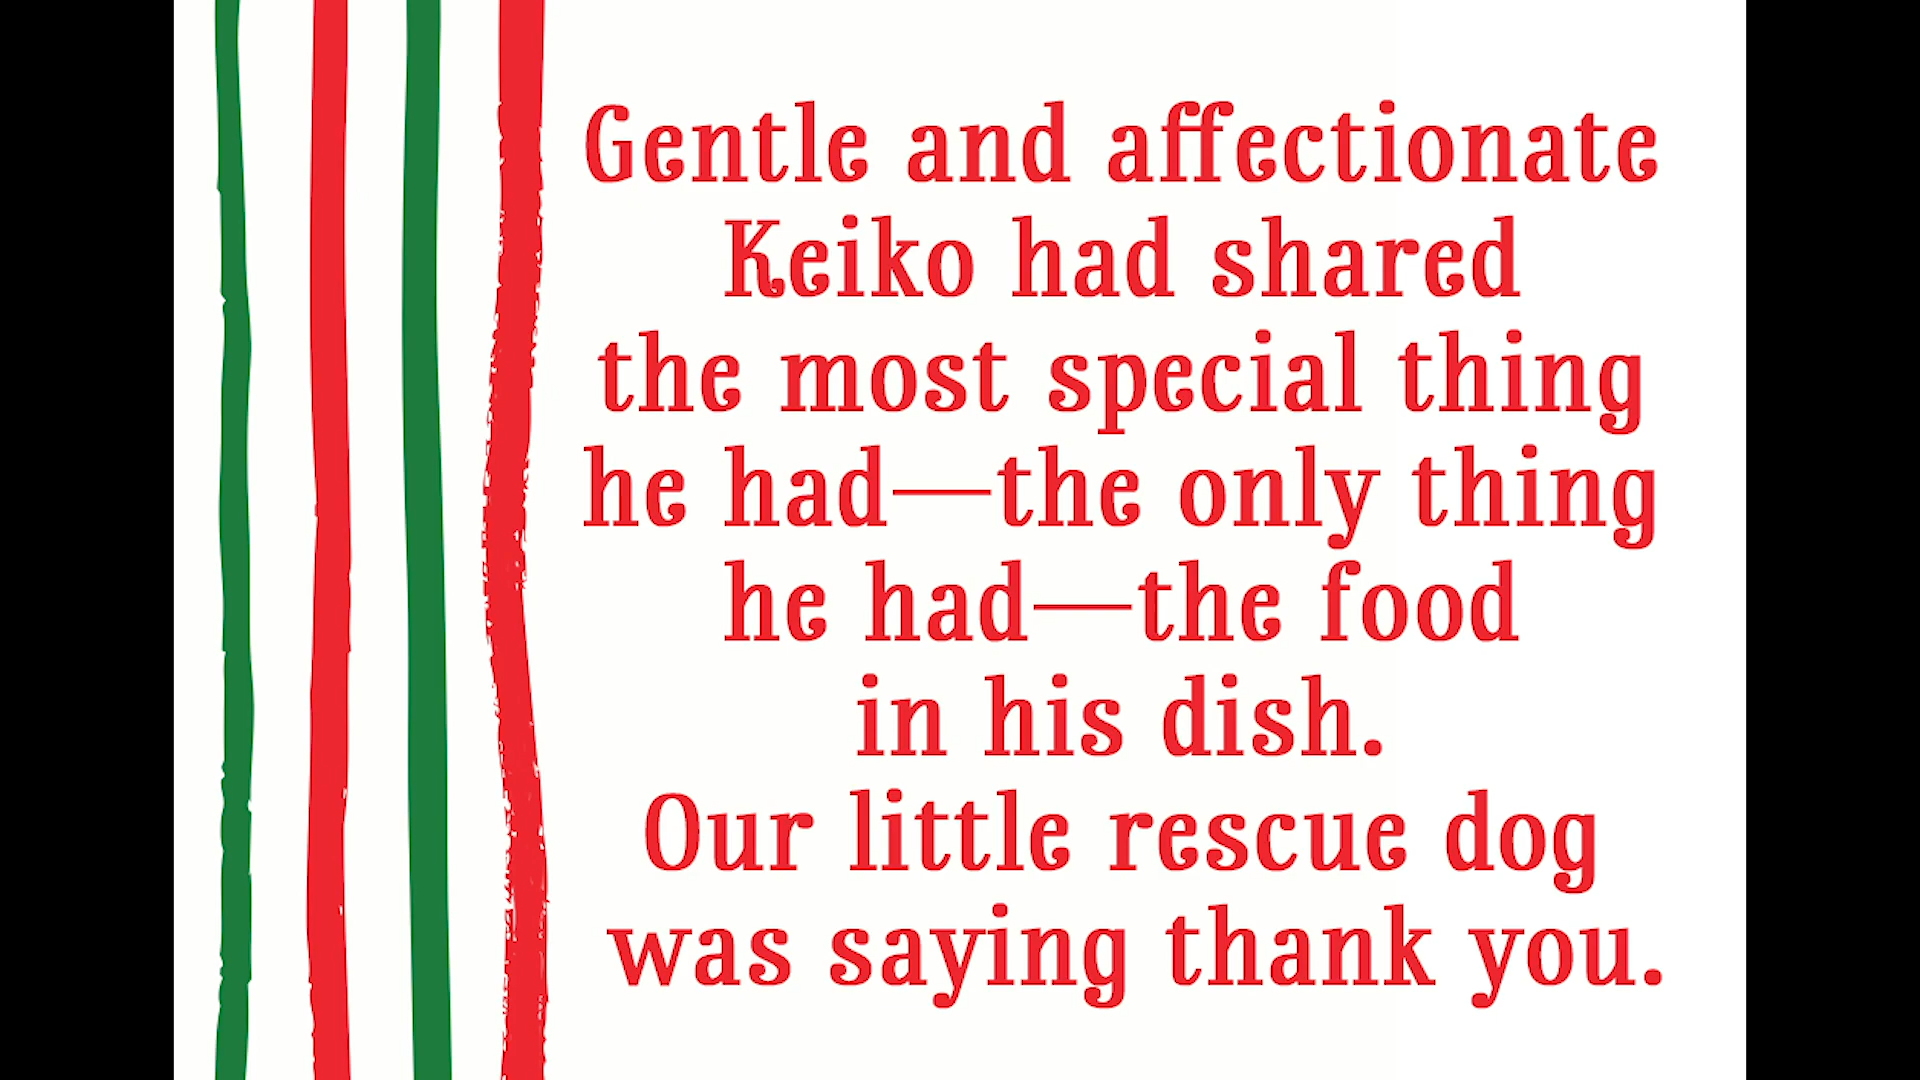 Gentle and affectionate
Keiko had shared
the most special thing
he had—the only thing
he had—the food
in his dish.
Our little rescue dog
was saying thank you.